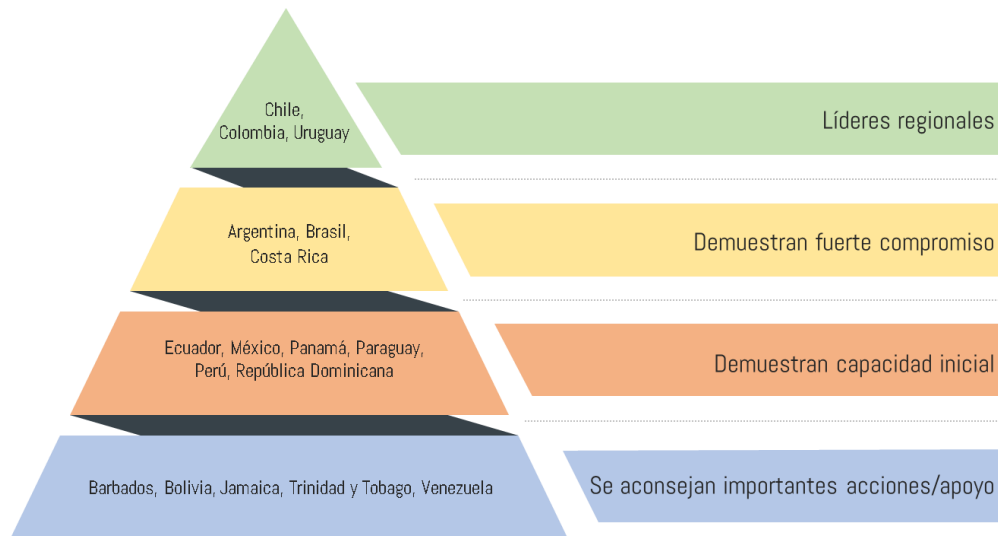 Chile,
Colombia, Uruguay
Líderes regionales
Argentina, Brasil,
Costa Rica
Demuestran fuerte compromiso
Ecuador, México, Panamá, Paraguay,
Perú, República Dominicana
Demuestran capacidad inicial
Barbados, Bolivia, Jamaica, Trinidad y Tobago, Venezuela
Se aconsejan importantes acciones/apoyo